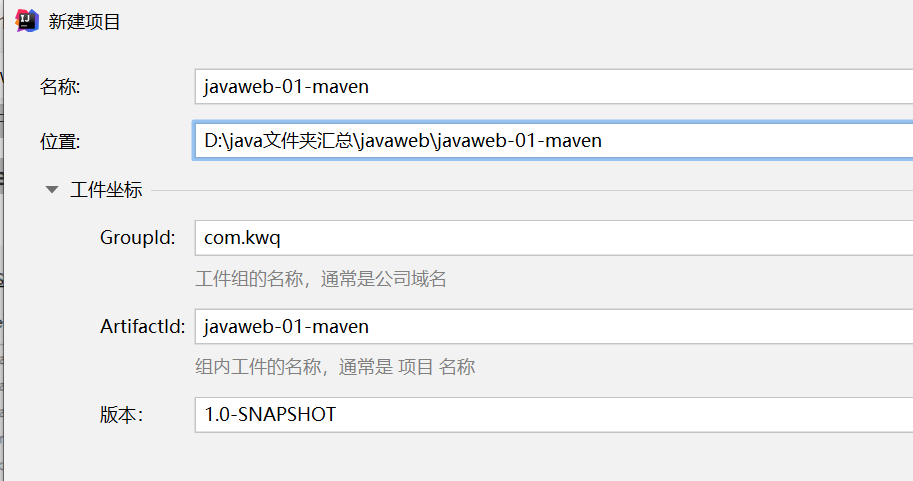 新建项目
名称:
javaweb-01-maven
位置:
D:\java文件夹汇总\javaweb\javaweb-01-maven
工件坐标
GroupId:
com.kwq
工件组的名称，通常是公司域名
ArtifactId:
javaweb-01-maven
组内工件的名称，通常是 项目 名称
版本：
1.0-SNAPSHOT